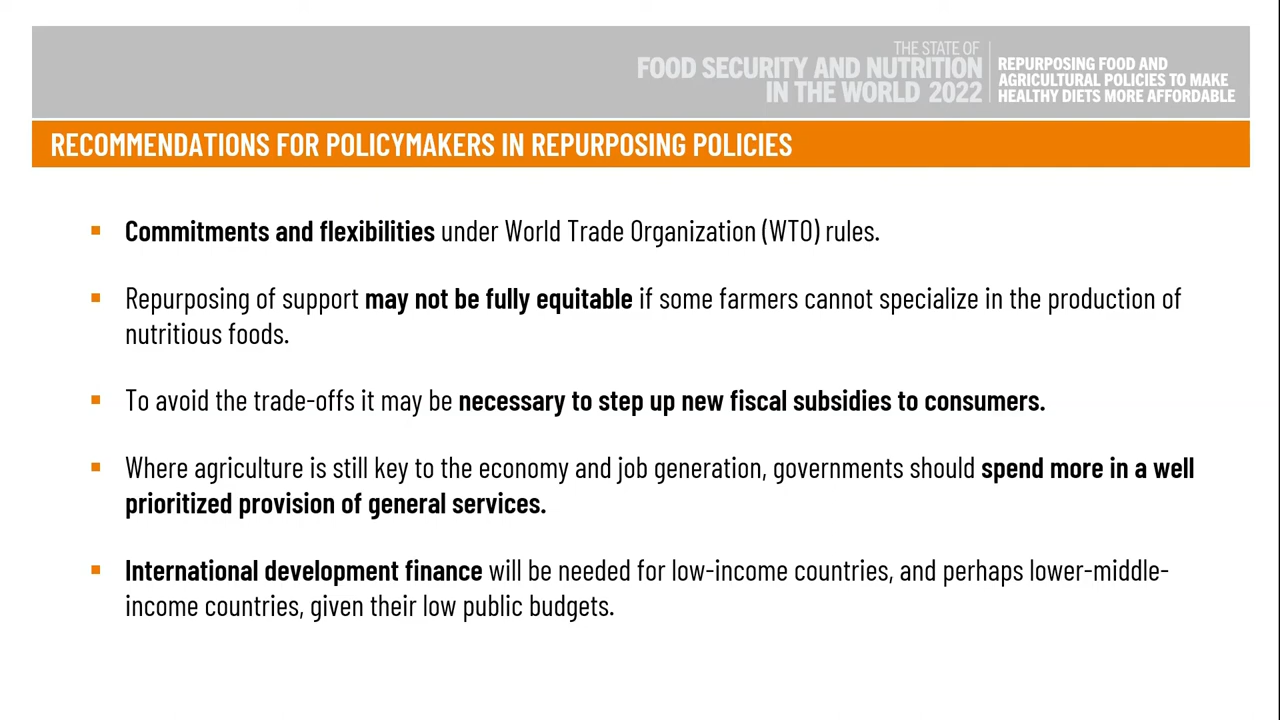 THE STATE OF
FOOD SECURITY AND NUTRITION
IN THE WORLD 2022
REPURPOSING FOOD AND
AGRICULTURAL POLICIES TO MAKE
HEALTHY DIETS MORE AFFORDABLE
RECOMMENDATIONS FOR POLICYMAKERS IN REPURPOSING POLICIES
▪ Commitments and flexibilities under World Trade Organization (WTO) rules.
▪ Repurposing of support may not be fully equitable if some farmers cannot specialize in the production of
nutritious foods.
▪ To avoid the trade-offs it may be necessary to step up new fiscal subsidies to consumers.
▪ Where agriculture is still key to the economy and job generation, governments should spend more in a well
prioritized provision of general services.
▪ International development finance will be needed for low-income countries, and perhaps lower-middle-
income countries, given their low public budgets.